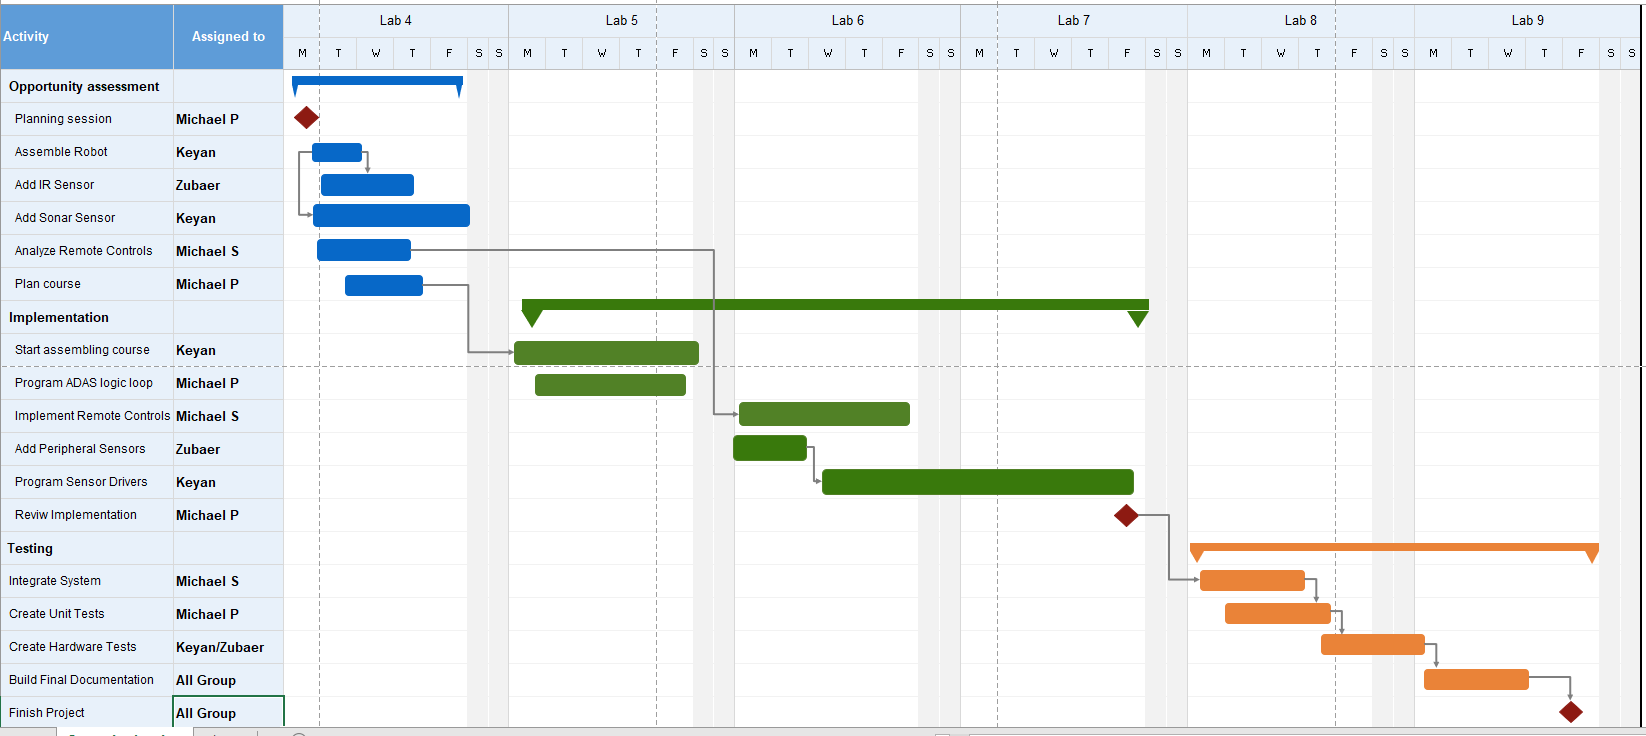 Activity Assigned to Lab 4 Lab 5 Lab 6 Lab 7 Lab 8 Lab 9
M T W T F S S M T W T F S S M T W T F S S M T W T F S S M T W T F S S M T W T F S S
Opportunity assessment
Planning session Michael P
Assemble Robot Keyan
Add IR Sensor Zubaer
Add Sonar Sensor Keyan
Analyze Remote Controls Michael S
Plan course Michael P
Implementation
Start assembling course Keyan
Program ADAS logic loop Michael P
Implement Remote Controls Michael S
Add Peripheral Sensors Zubaer
Program Sensor Drivers Keyan
Reviw Implementation Michael P
Testing
Integrate System Michael S
Create Unit Tests Michael P
Create Hardware Tests Keyan/Zubaer
Build Final Documentation All Group
Finish Project All Group